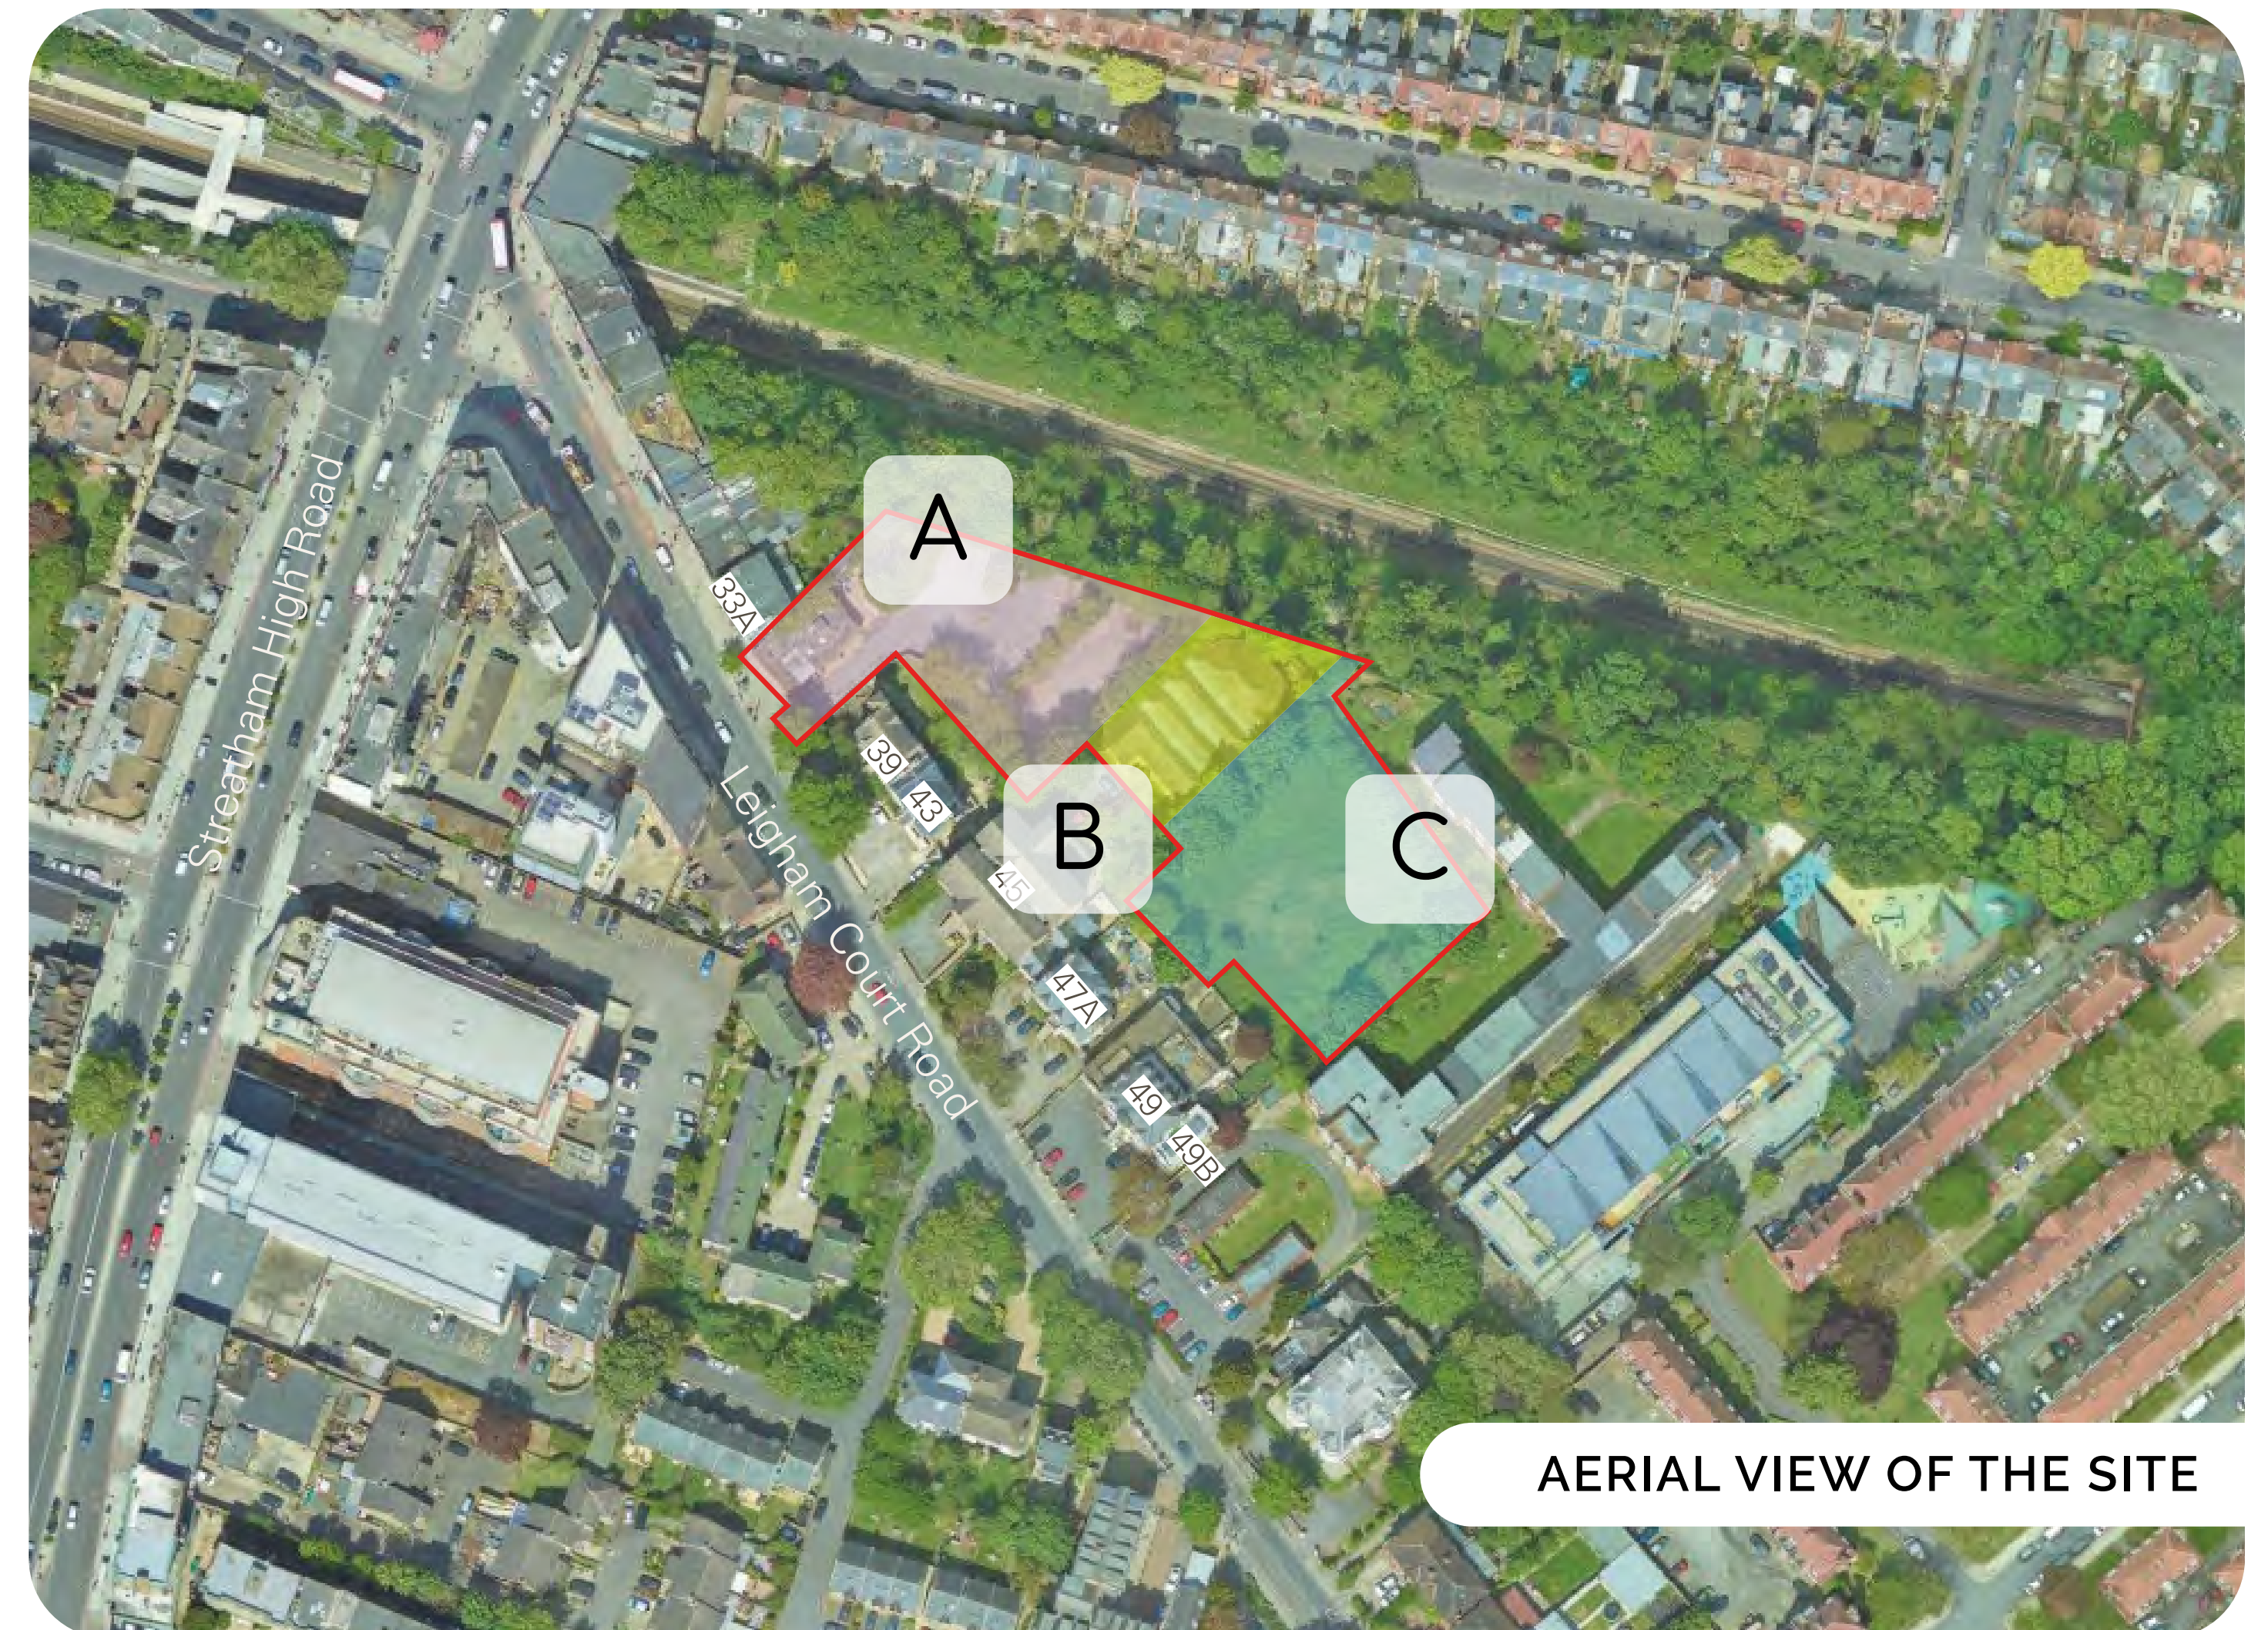 A
33A
Streatham High Road
39
43
B
C
Leigham Court Road
45
47A
49
49B
AERIAL VIEW OF THE SITE